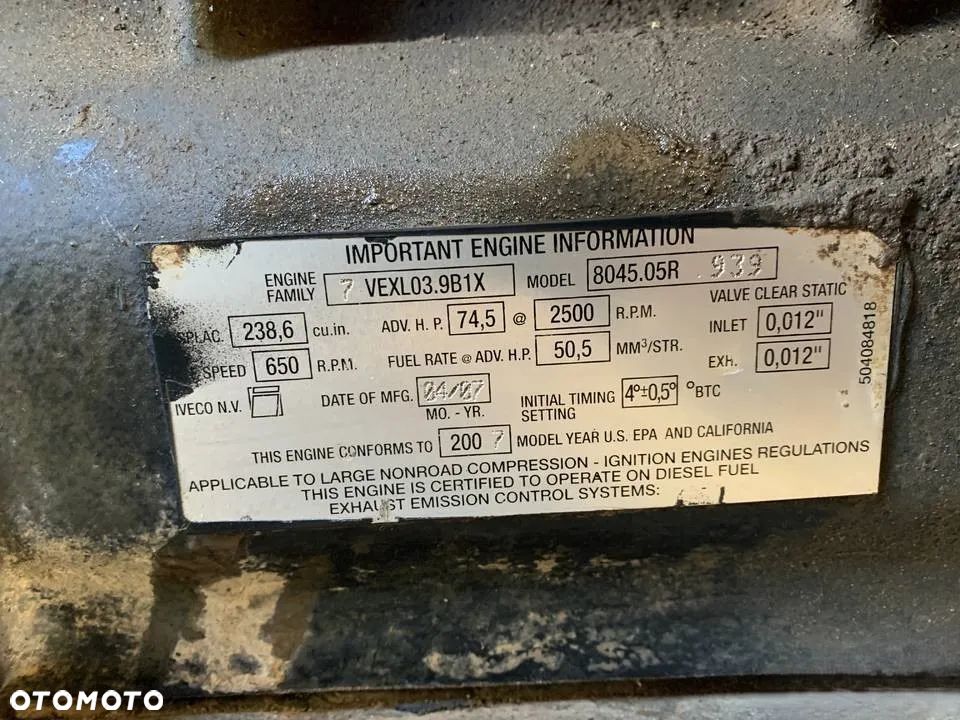 IMPORTANT ENGINE INFORMATION
ENGINE FAMILY 7 VEXL03.9B1X MODEL 8045.05R .939
SPLAC. 238,6 cu.in. ADV. H. P. 74,5 @ 2500 R.P.M. VALVE CLEAR STATIC
INLET 0,012"
SPEED 650 R.P.M. FUEL RATE @ ADV. H.P. 50,5 MM³/STR. EXH. 0,012"
IVECO N.V. DATE OF MFG. 04/07 INITIAL TIMING SETTING 4°±0,5° °BTC
MO. - YR.
THIS ENGINE CONFORMS TO 200 7 MODEL YEAR U.S. EPA AND CALIFORNIA
APPLICABLE TO LARGE NONROAD COMPRESSION - IGNITION ENGINES REGULATIONS
THIS ENGINE IS CERTIFIED TO OPERATE ON DIESEL FUEL
EXHAUST EMISSION CONTROL SYSTEMS:
504084818
OTOMOTO